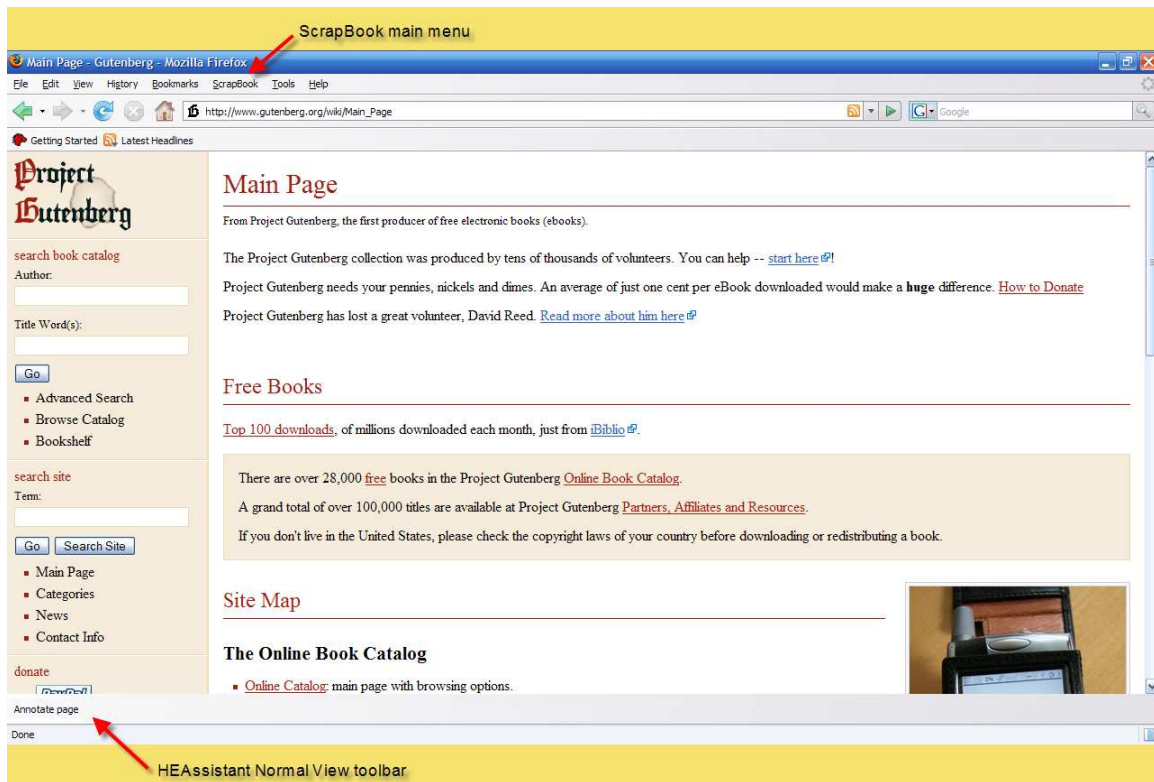 ScrapBook main menu
Main Page - Gutenberg - Mozilla Firefox
File Edit View History Bookmarks ScrapBook Tools Help
http://www.gutenberg.org/wiki/Main_Page
G Google
Getting Started Latest Headlines
Project
Gutenberg
search book catalog
Author:
Title Word(s):
Go
Advanced Search
Browse Catalog
Bookshelf
search site
Term:
Go Search Site
Main Page
Categories
News
Contact Info
donate
PayPal
Main Page
From Project Gutenberg, the first producer of free electronic books (ebooks).
The Project Gutenberg collection was produced by tens of thousands of volunteers. You can help -- start here!
Project Gutenberg needs your pennies, nickels and dimes. An average of just one cent per eBook downloaded would make a huge difference. How to Donate
Project Gutenberg has lost a great volunteer, David Reed. Read more about him here
Free Books
Top 100 downloads, of millions downloaded each month, just from iBiblio.
There are over 28,000 free books in the Project Gutenberg Online Book Catalog.
A grand total of over 100,000 titles are available at Project Gutenberg Partners, Affiliates and Resources.
If you don't live in the United States, please check the copyright laws of your country before downloading or redistributing a book.
Site Map
The Online Book Catalog
Online Catalog: main page with browsing options.
Annotate page
Done
HEAssistant Normal View toolbar